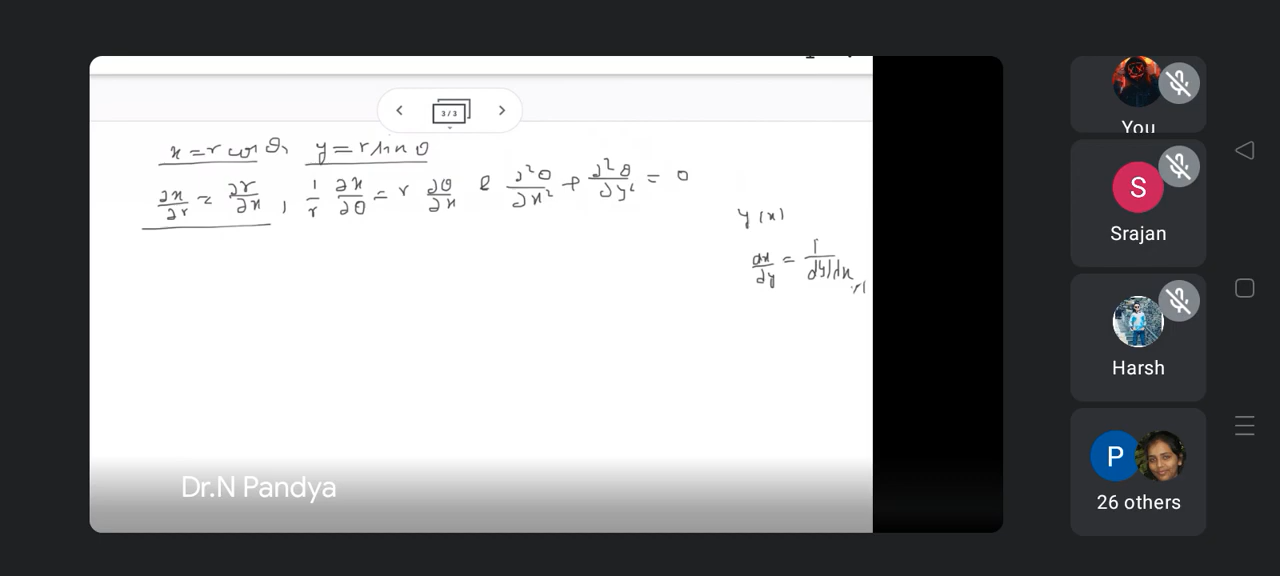 3/3
x = r cos θ, y = r sin θ
∂x/∂r = ∂r/∂x , 1/r ∂x/∂θ = r ∂θ/∂x & ∂²θ/∂x² + ∂²θ/∂y² = 0
y(x)
dx/dy = 1/(dy/dx)
Dr.N Pandya
You
S
Srajan
Harsh
P
26 others